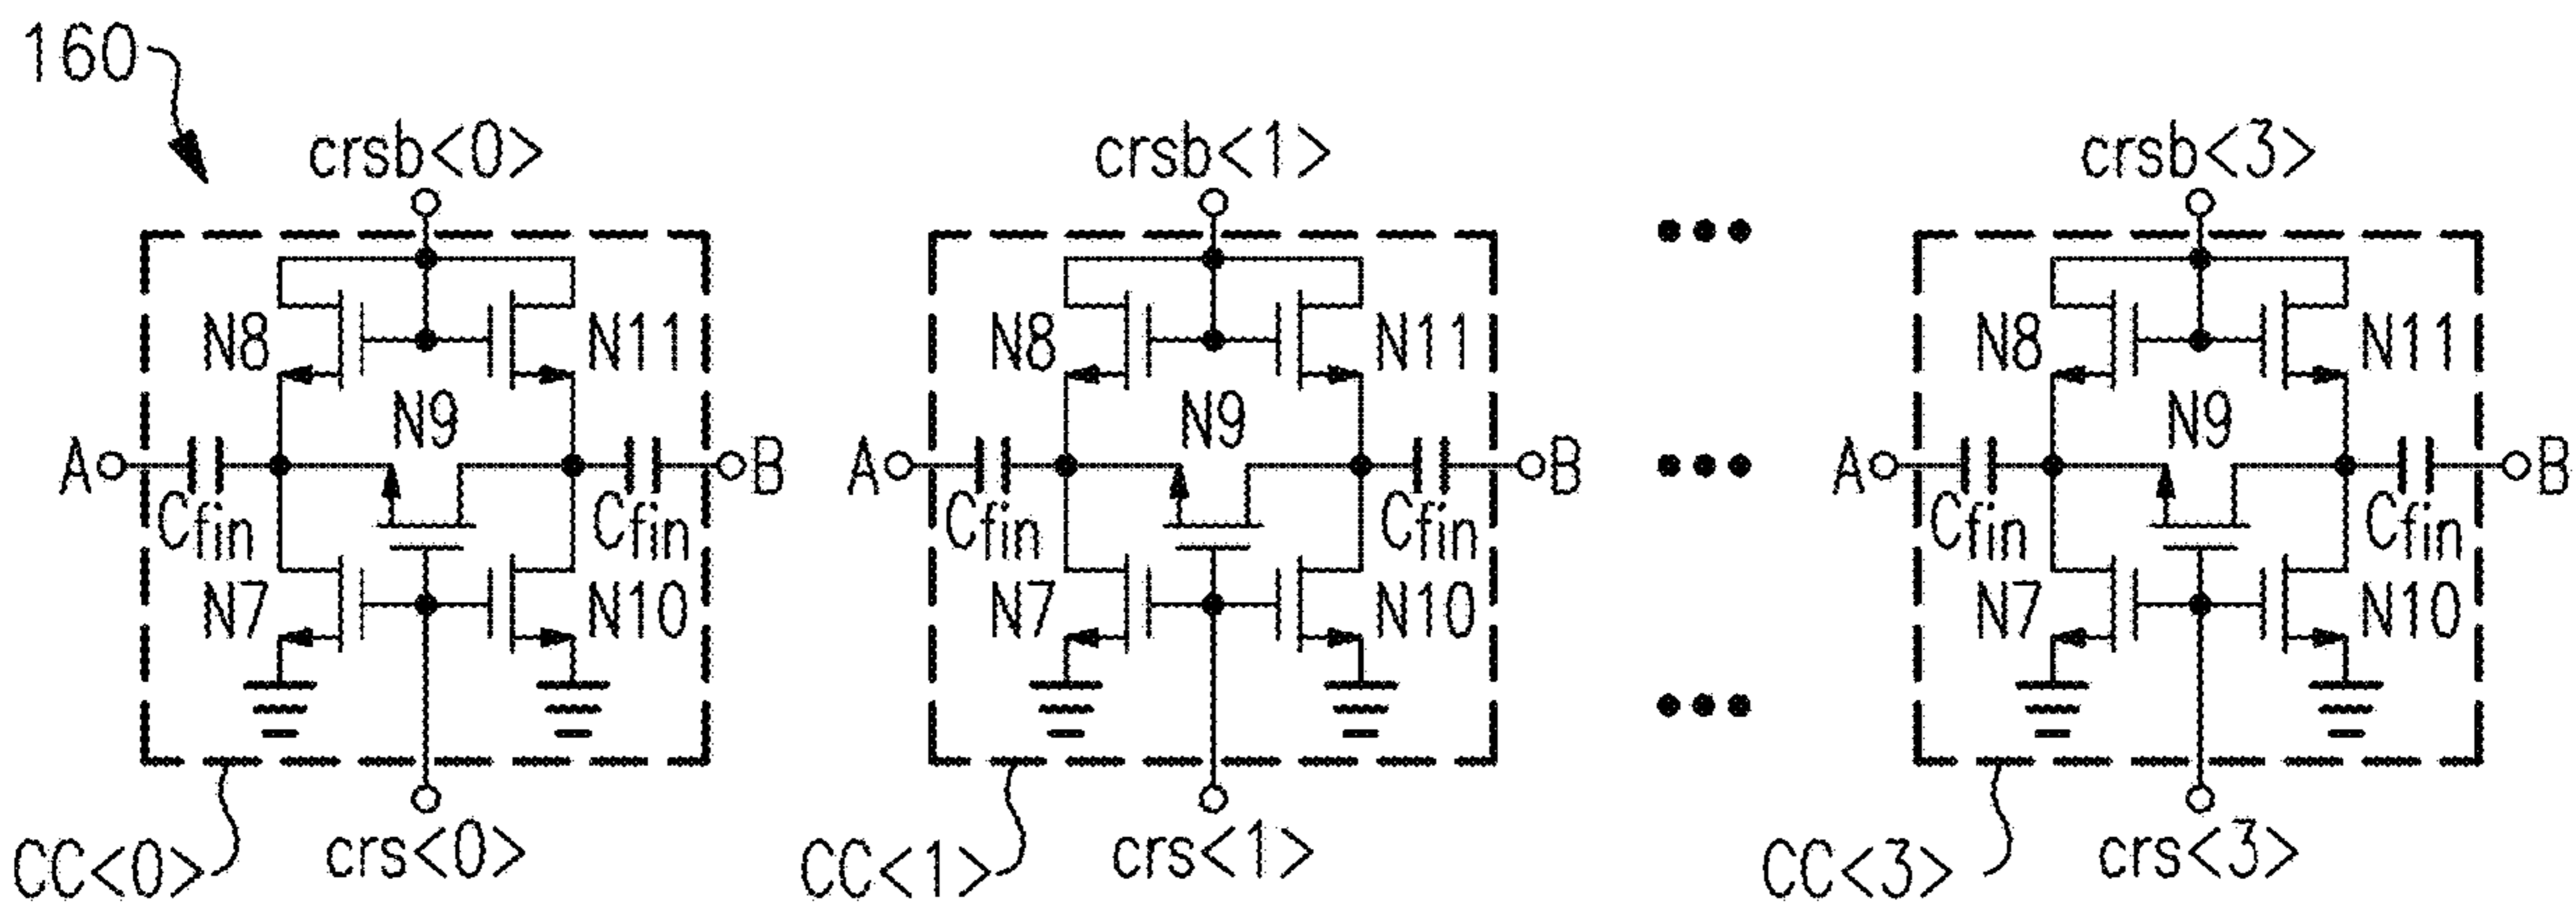 160
crsb<0> crsb<1> crsb<3>
N8 N11 N8 N11 N8 N11
N9 N9 N9
A B A B A B
Cfin Cfin Cfin Cfin Cfin Cfin
N7 N10 N7 N10 N7 N10
CC<0> crs<0> CC<1> crs<1> CC<3> crs<3>